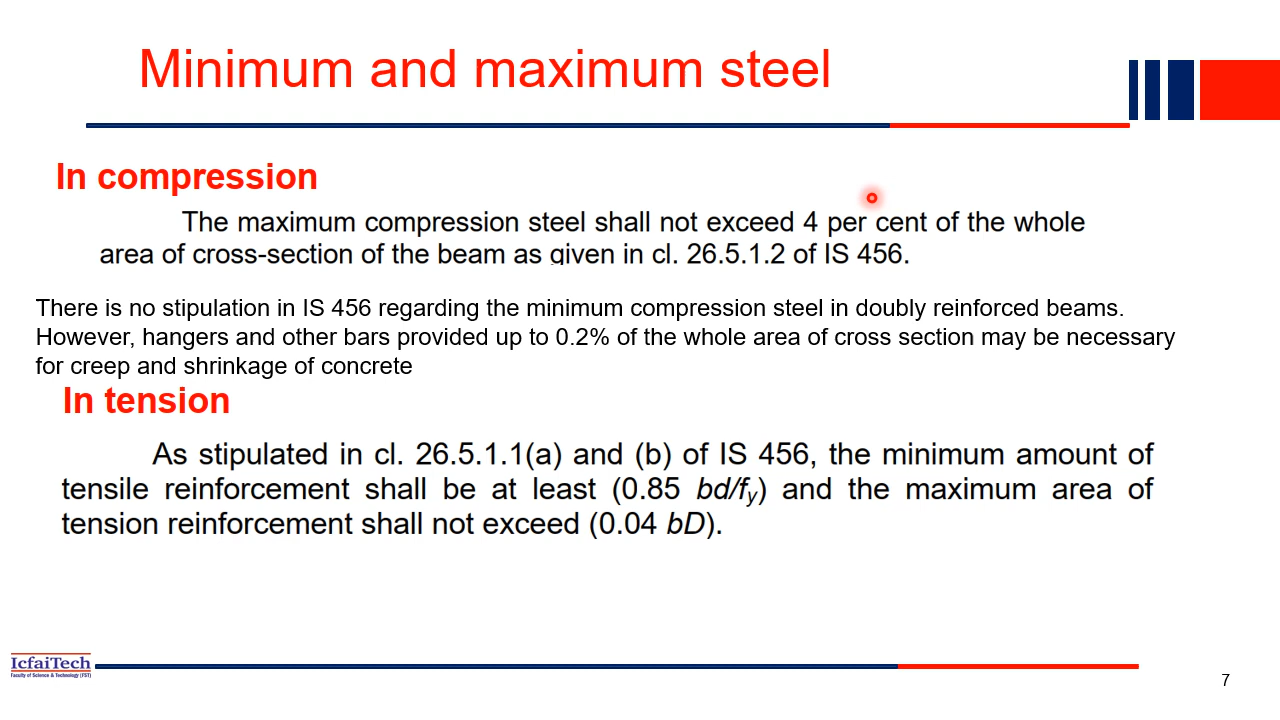 Minimum and maximum steel
In compression
The maximum compression steel shall not exceed 4 per cent of the whole
area of cross-section of the beam as given in cl. 26.5.1.2 of IS 456.
There is no stipulation in IS 456 regarding the minimum compression steel in doubly reinforced beams.
However, hangers and other bars provided up to 0.2% of the whole area of cross section may be necessary
for creep and shrinkage of concrete
In tension
As stipulated in cl. 26.5.1.1(a) and (b) of IS 456, the minimum amount of
tensile reinforcement shall be at least (0.85 bd/fy) and the maximum area of
tension reinforcement shall not exceed (0.04 bD).
IcfaiTech
Faculty of Science & Technology (FST)
7